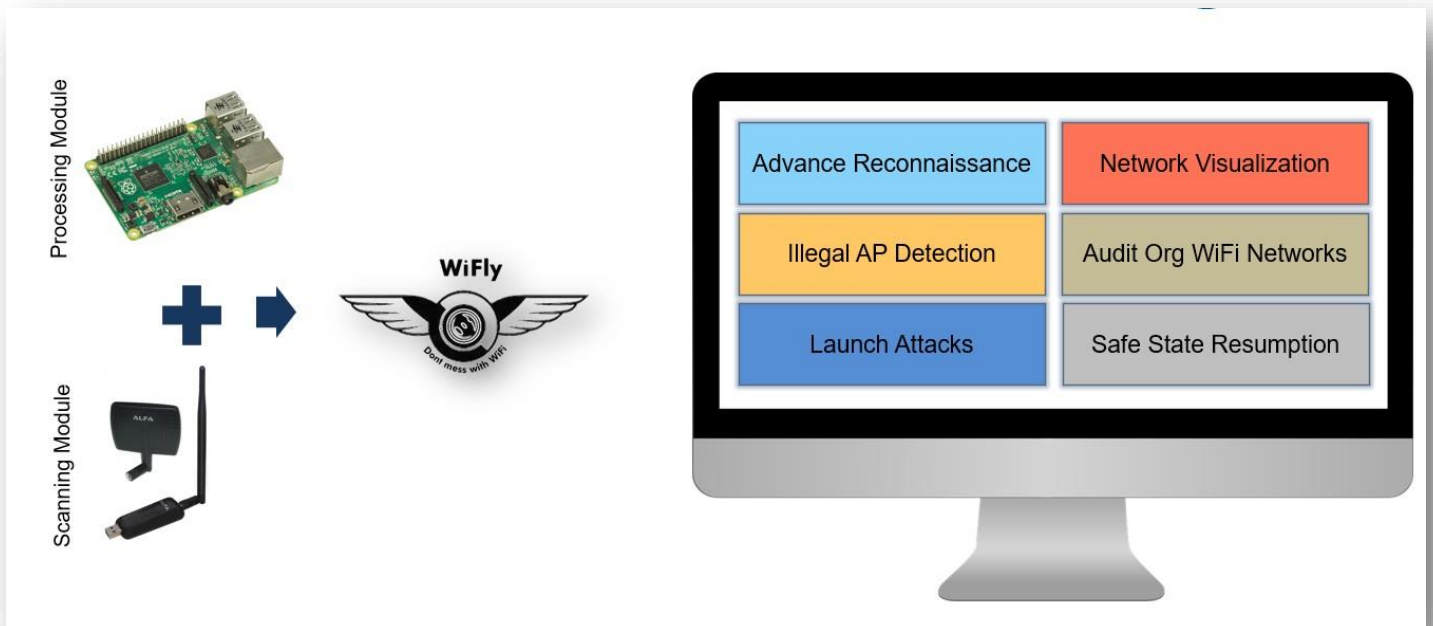 Processing Module
Scanning Module
ALFA
WiFly
Dont mess with WiFi
Advance Reconnaissance
Network Visualization
Illegal AP Detection
Audit Org WiFi Networks
Launch Attacks
Safe State Resumption